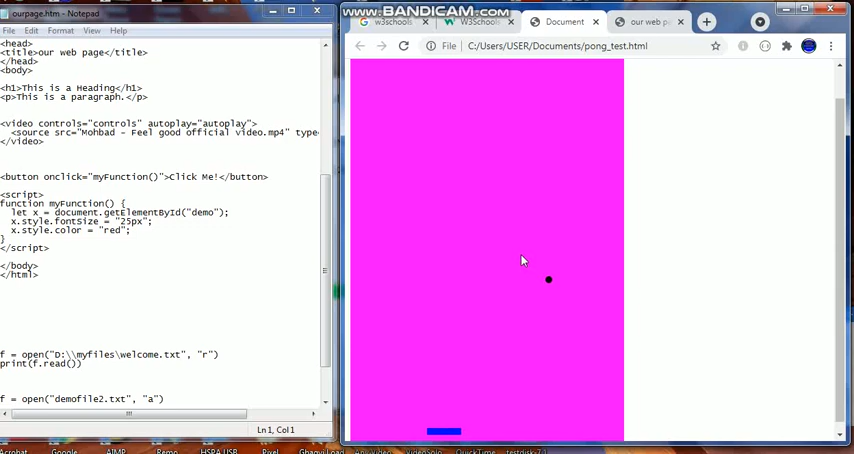 ourpage.htm - Notepad
File Edit Format View Help
<head>
<title>our web page</title>
</head>
<body>
<h1>This is a Heading</h1>
<p>This is a paragraph.</p>
<video controls="controls" autoplay="autoplay">
<source src="Mohbad - Feel good official video.mp4" type=
</video>
<button onclick="myFunction()">Click Me!</button>
<script>
function myFunction() {
let x = document.getElementById("demo");
x.style.fontSize = "25px";
x.style.color = "red";
}
</script>
</body>
</html>
f = open("D:\\myfiles\welcome.txt", "r")
print(f.read())
f = open("demofile2.txt", "a")
Ln 1, Col 1
www.BANDICAM.com
w3schools
W3Schools
Document
our web pa
File C:/Users/USER/Documents/pong_test.html
Acrobat Google AIMP Remo HSPA USB Pixel GhagviLoad AnyVideo VideoSolo QuickTime testdisk-7.1